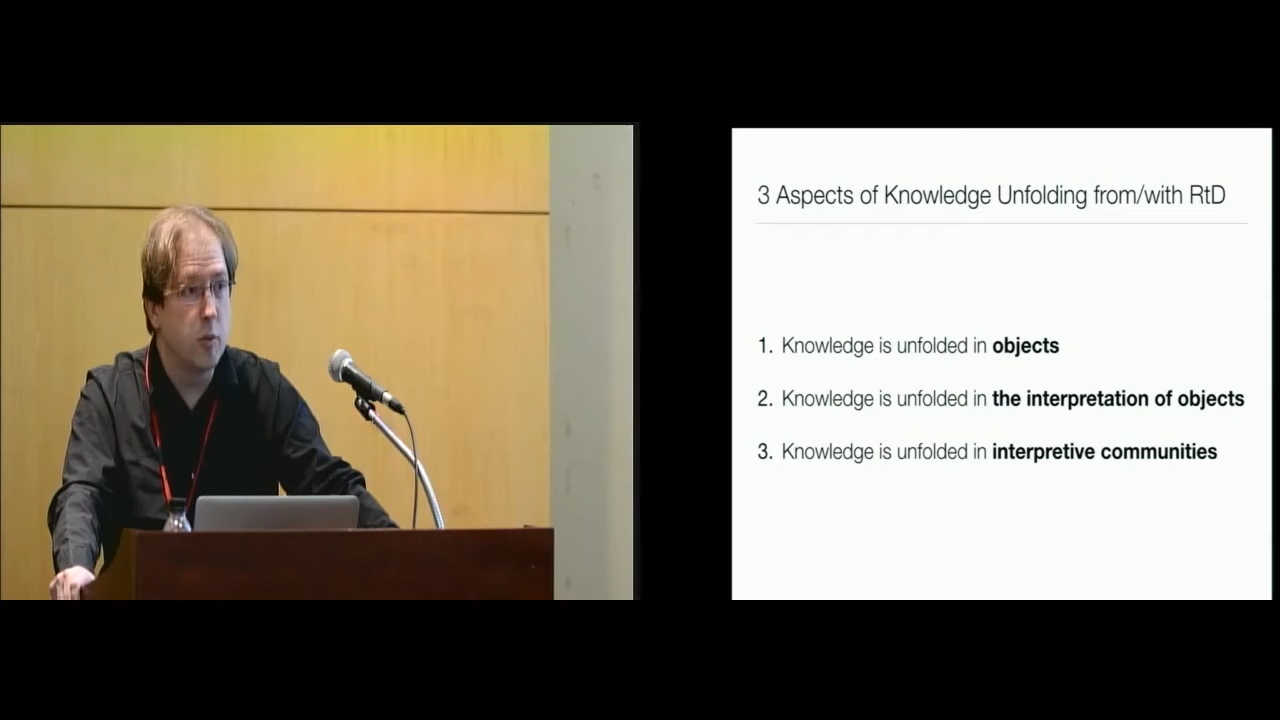 3 Aspects of Knowledge Unfolding from/with RtD
1. Knowledge is unfolded in objects
2. Knowledge is unfolded in the interpretation of objects
3. Knowledge is unfolded in interpretive communities